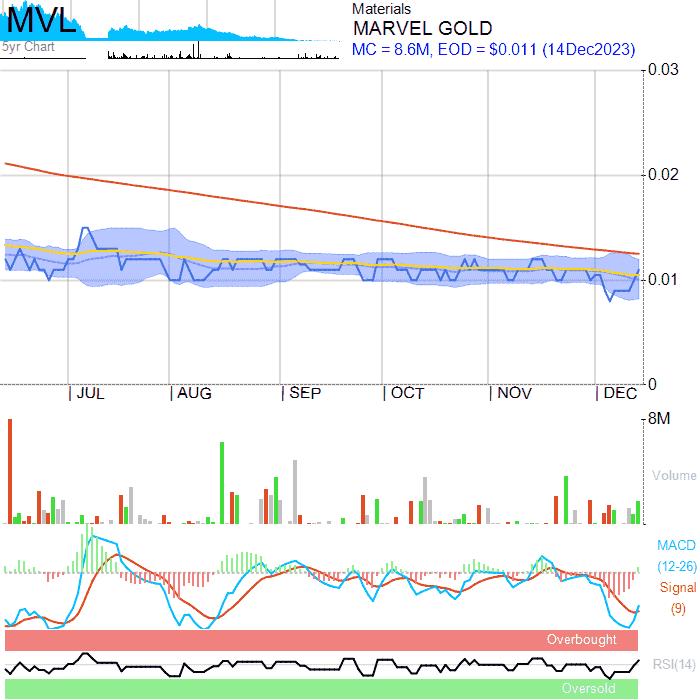 MVL
5yr Chart
Materials
MARVEL GOLD
MC = 8.6M, EOD = $0.011 (14Dec2023)
0.03
0.02
0.01
0
JUL AUG SEP OCT NOV DEC
8M
Volume
MACD
(12-26)
Signal
(9)
Overbought
RSI(14)
Oversold